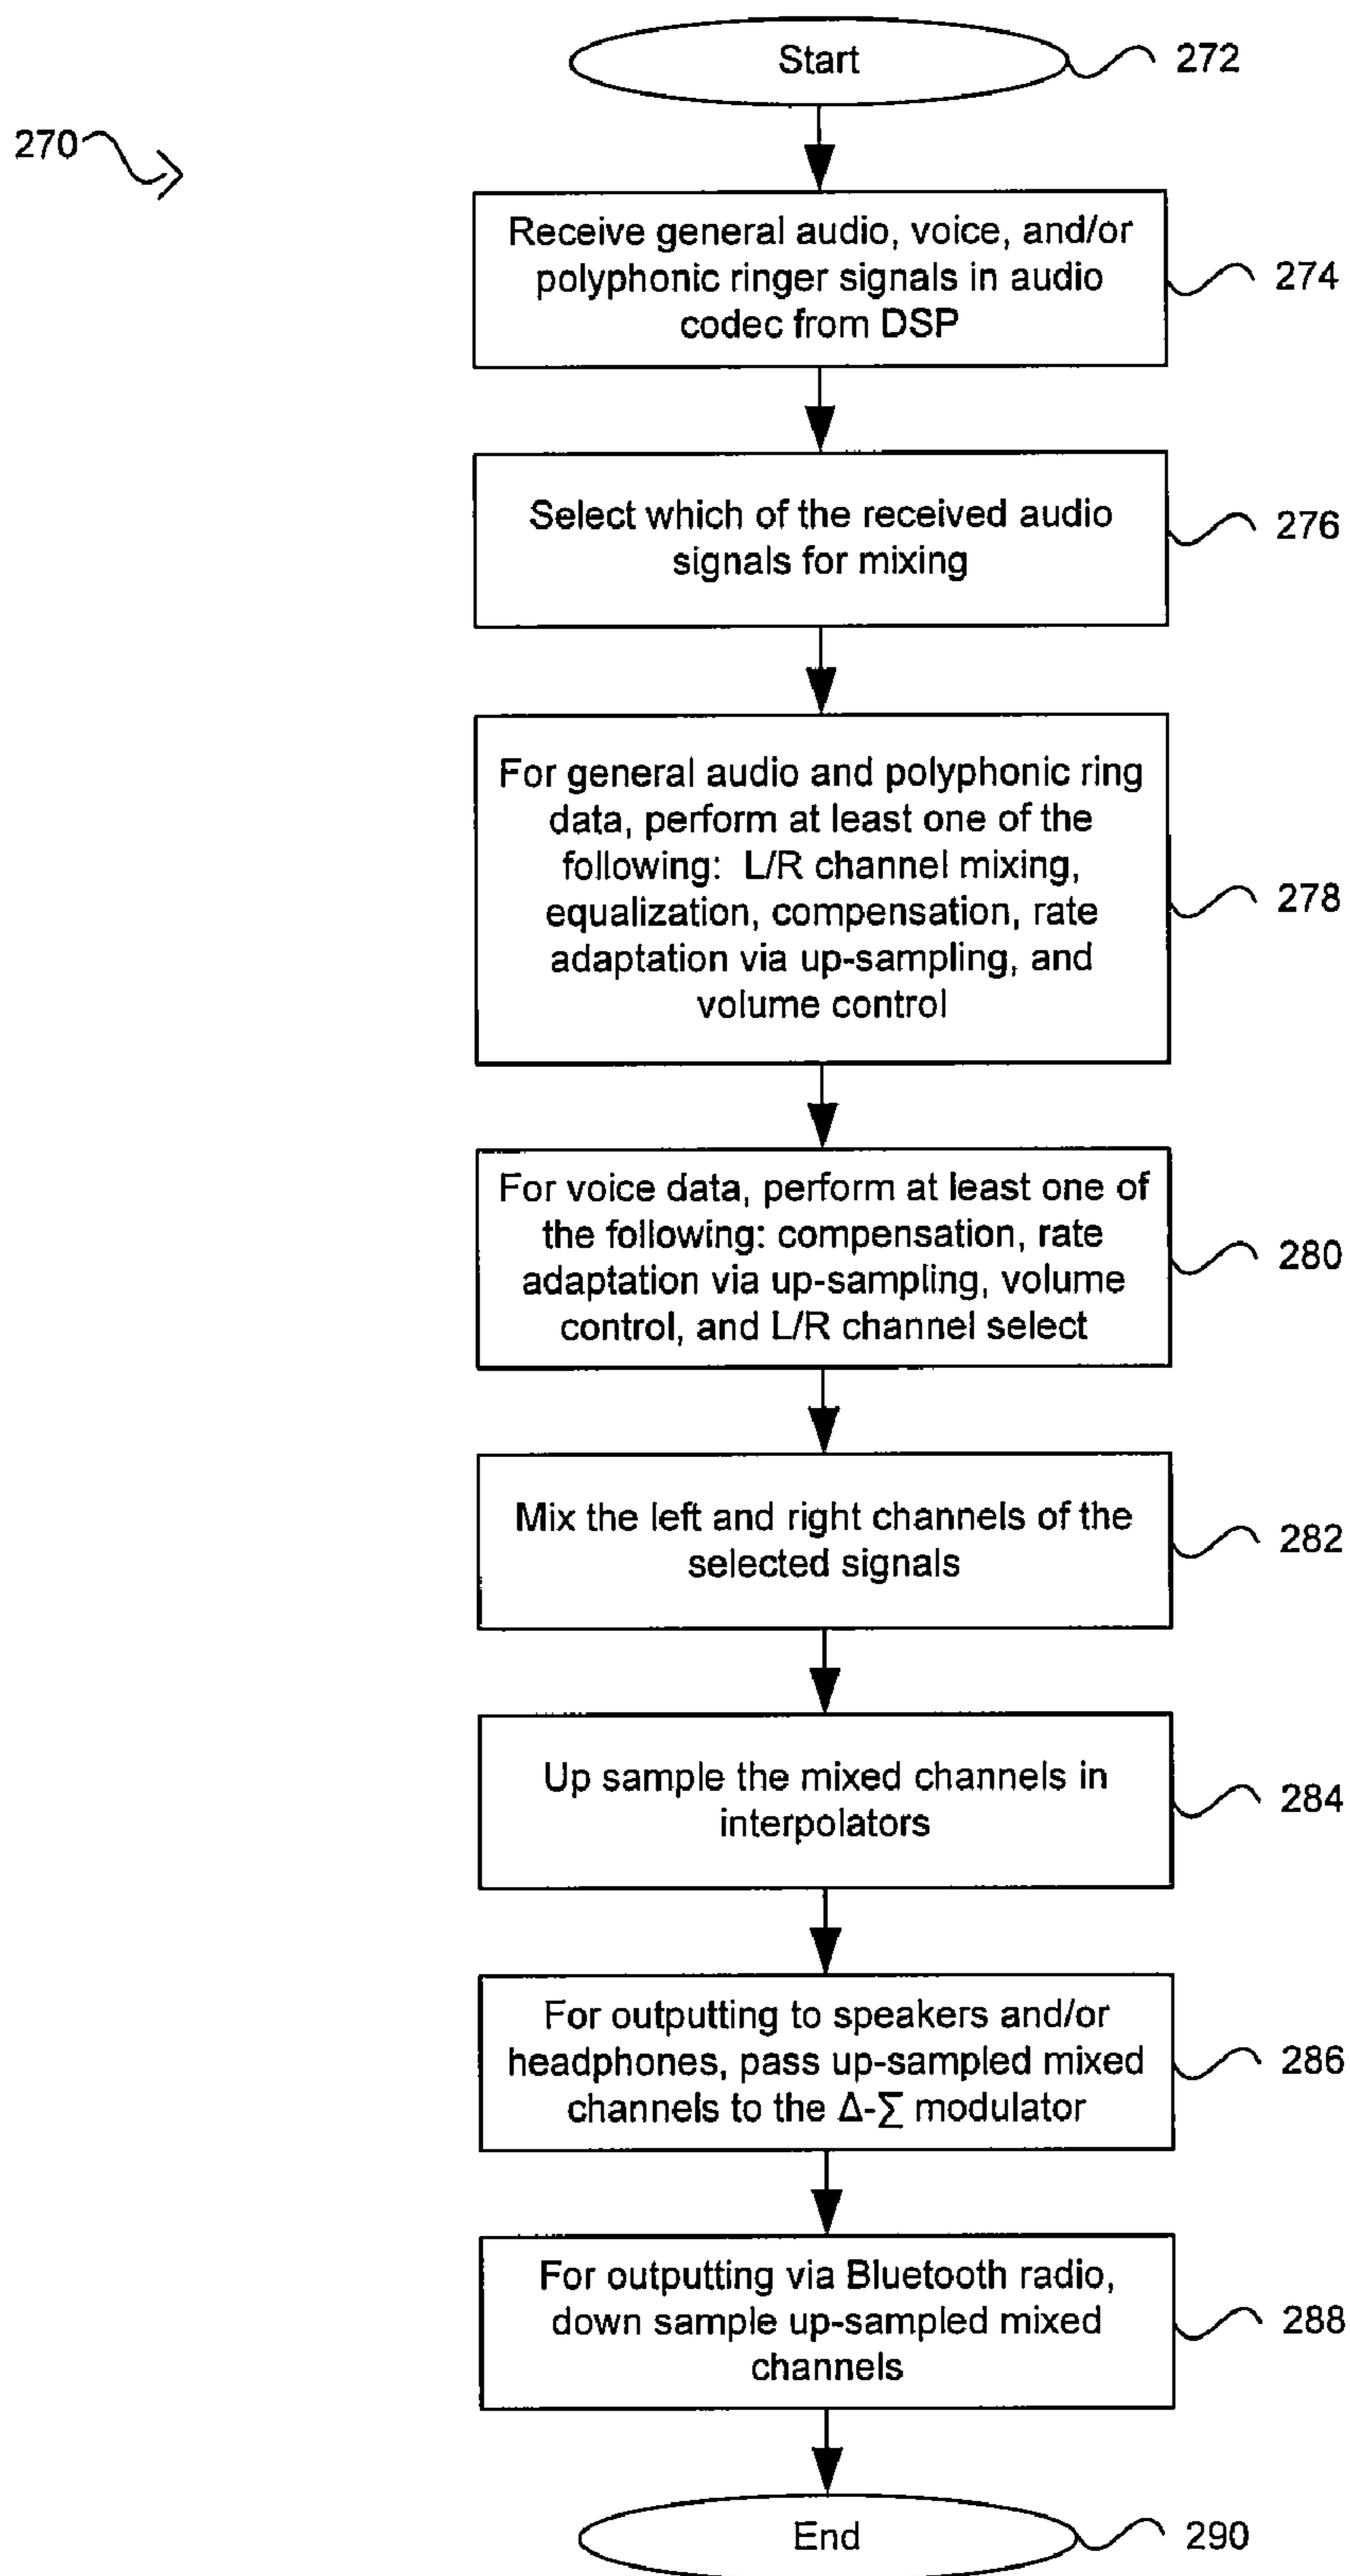 Start
272
270
Receive general audio, voice, and/or
polyphonic ringer signals in audio
codec from DSP
274
Select which of the received audio
signals for mixing
276
For general audio and polyphonic ring
data, perform at least one of the
following: L/R channel mixing,
equalization, compensation, rate
adaptation via up-sampling, and
volume control
278
For voice data, perform at least one of
the following: compensation, rate
adaptation via up-sampling, volume
control, and L/R channel select
280
Mix the left and right channels of the
selected signals
282
Up sample the mixed channels in
interpolators
284
For outputting to speakers and/or
headphones, pass up-sampled mixed
channels to the Δ-∑ modulator
286
For outputting via Bluetooth radio,
down sample up-sampled mixed
channels
288
End
290